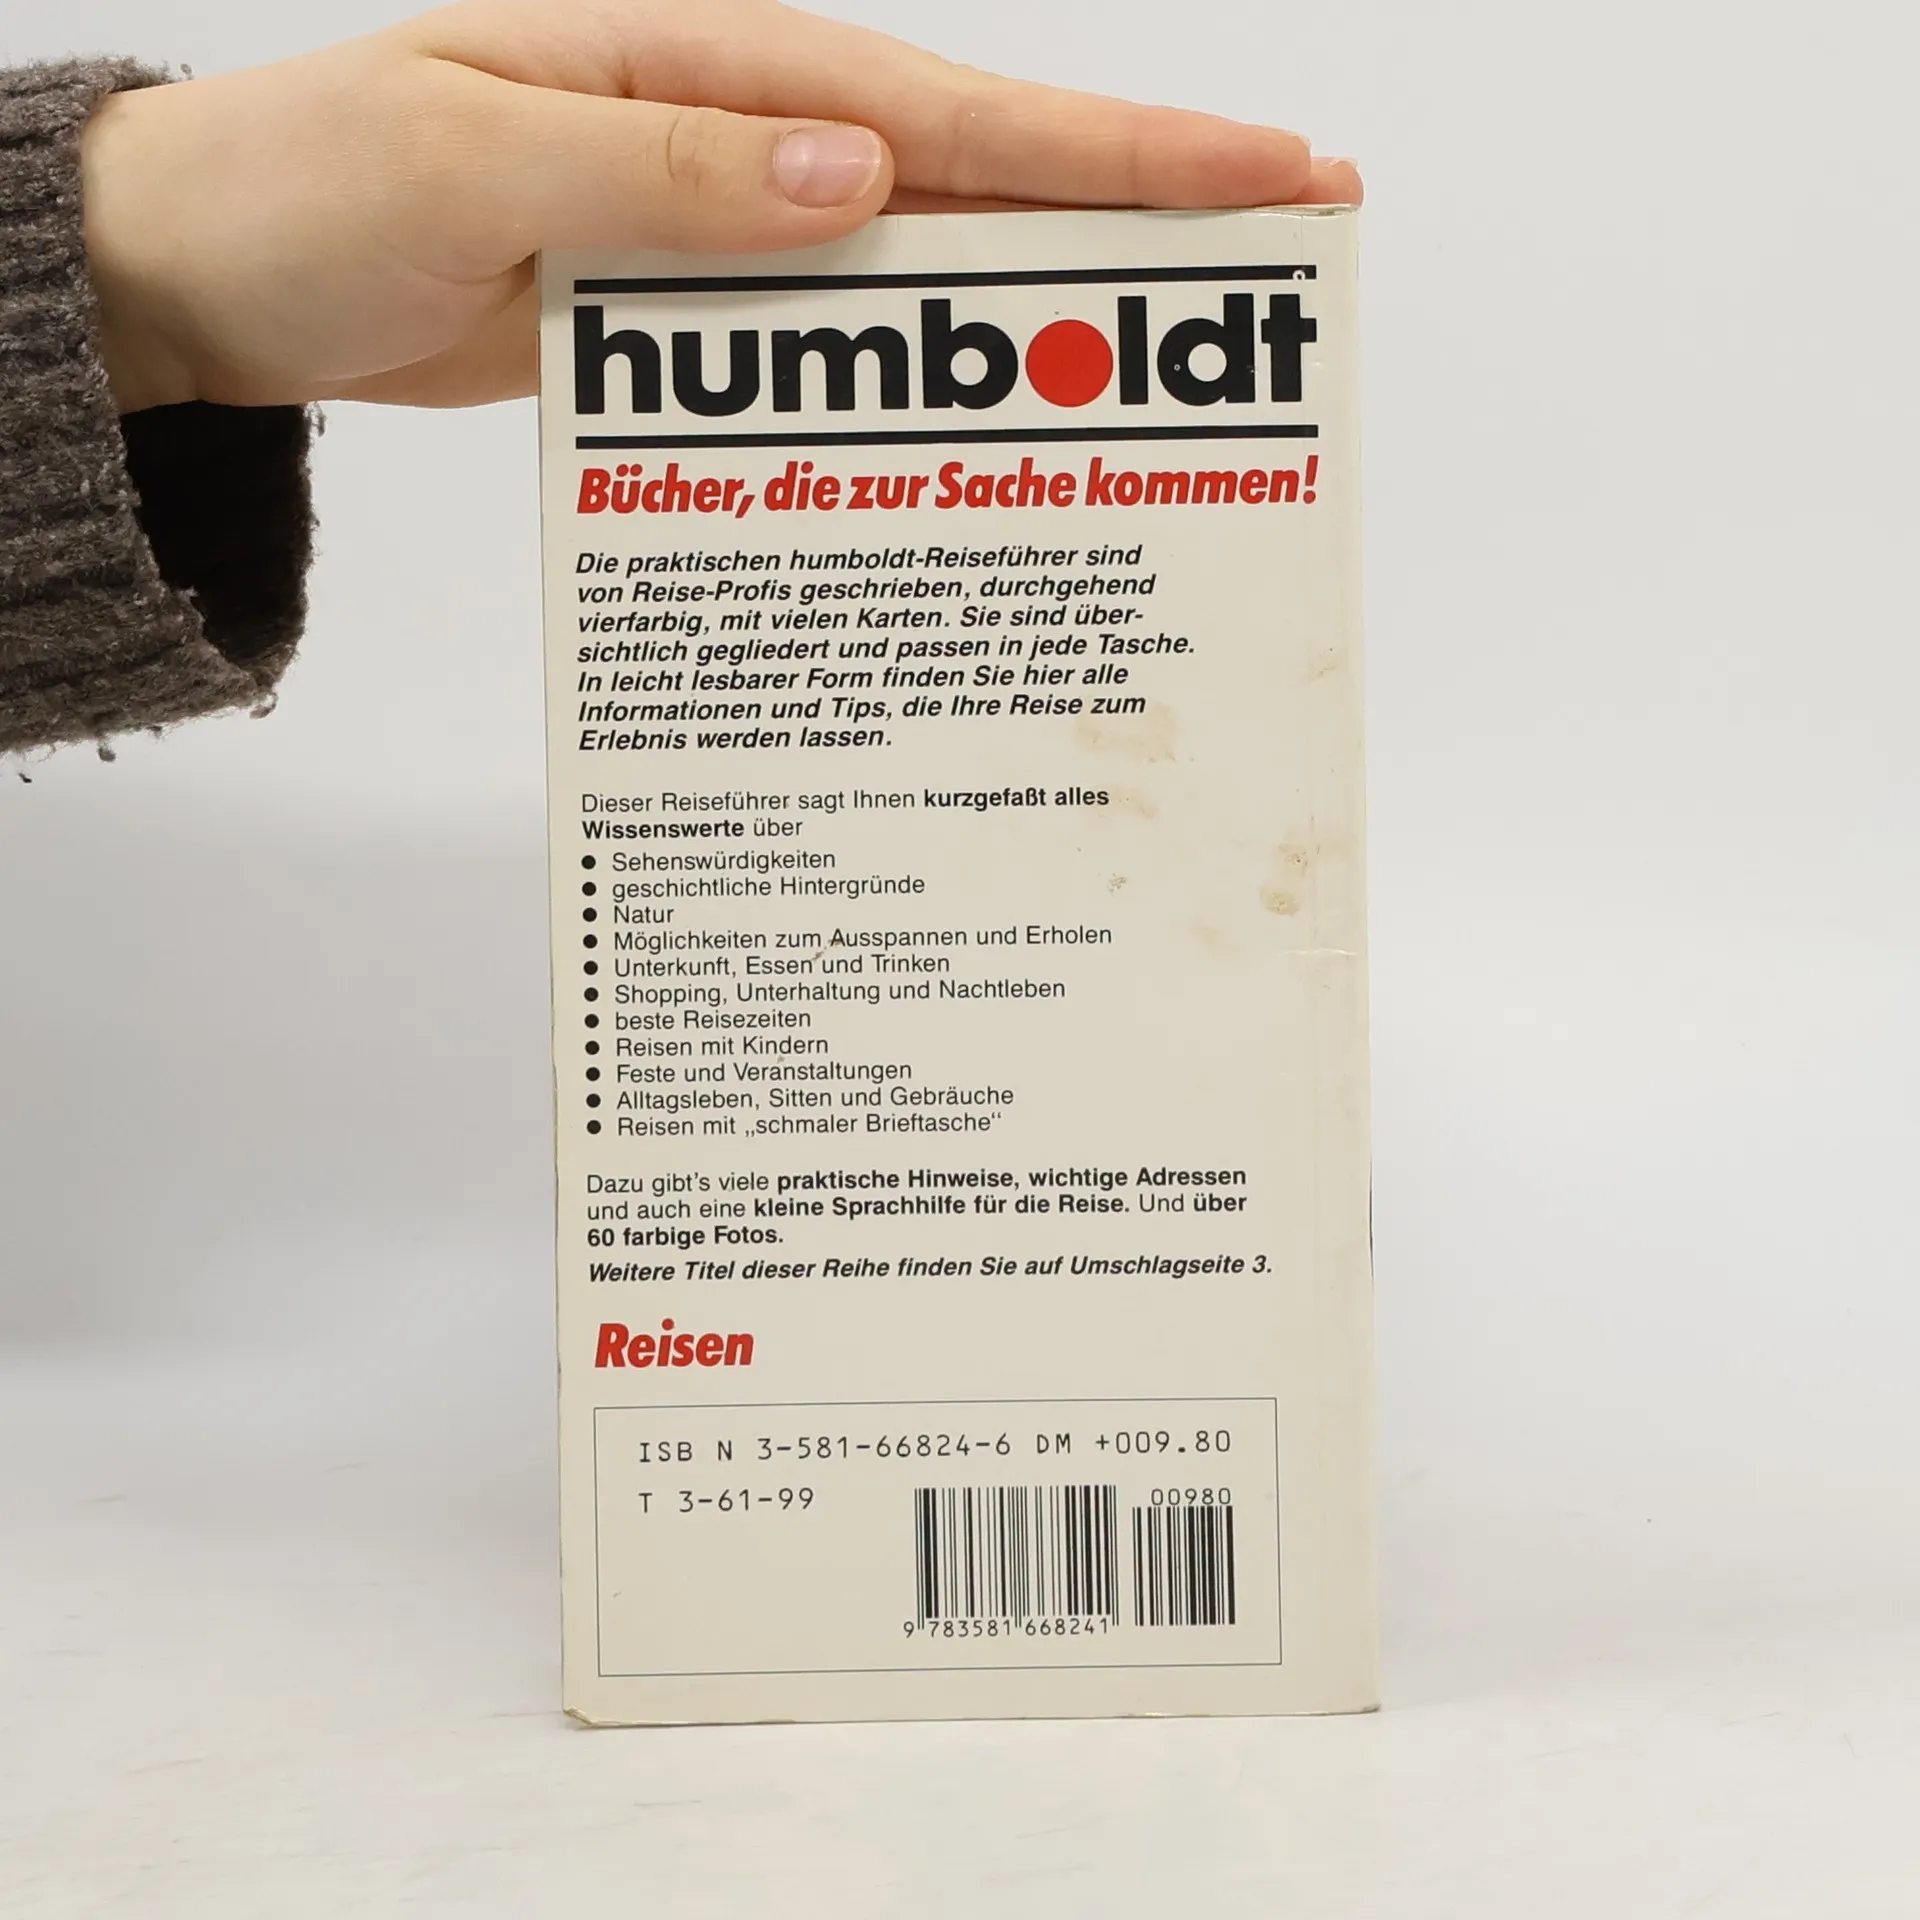 humboldt
Bücher, die zur Sache kommen!
Die praktischen humboldt-Reiseführer sind
von Reise-Profis geschrieben, durchgehend
vierfarbig, mit vielen Karten. Sie sind über-
sichtlich gegliedert und passen in jede Tasche.
In leicht lesbarer Form finden Sie hier alle
Informationen und Tips, die Ihre Reise zum
Erlebnis werden lassen.
Dieser Reiseführer sagt Ihnen kurzgefaßt alles
Wissenswerte über
● Sehenswürdigkeiten
● geschichtliche Hintergründe
● Natur
● Möglichkeiten zum Ausspannen und Erholen
● Unterkunft, Essen und Trinken
● Shopping, Unterhaltung und Nachtleben
● beste Reisezeiten
● Reisen mit Kindern
● Feste und Veranstaltungen
● Alltagsleben, Sitten und Gebräuche
● Reisen mit „schmaler Brieftasche“
Dazu gibt's viele praktische Hinweise, wichtige Adressen
und auch eine kleine Sprachhilfe für die Reise. Und über
60 farbige Fotos.
Weitere Titel dieser Reihe finden Sie auf Umschlagseite 3.
Reisen
ISB N 3-581-66824-6 DM +009.80
T 3-61-99
00980
9 783581 668241